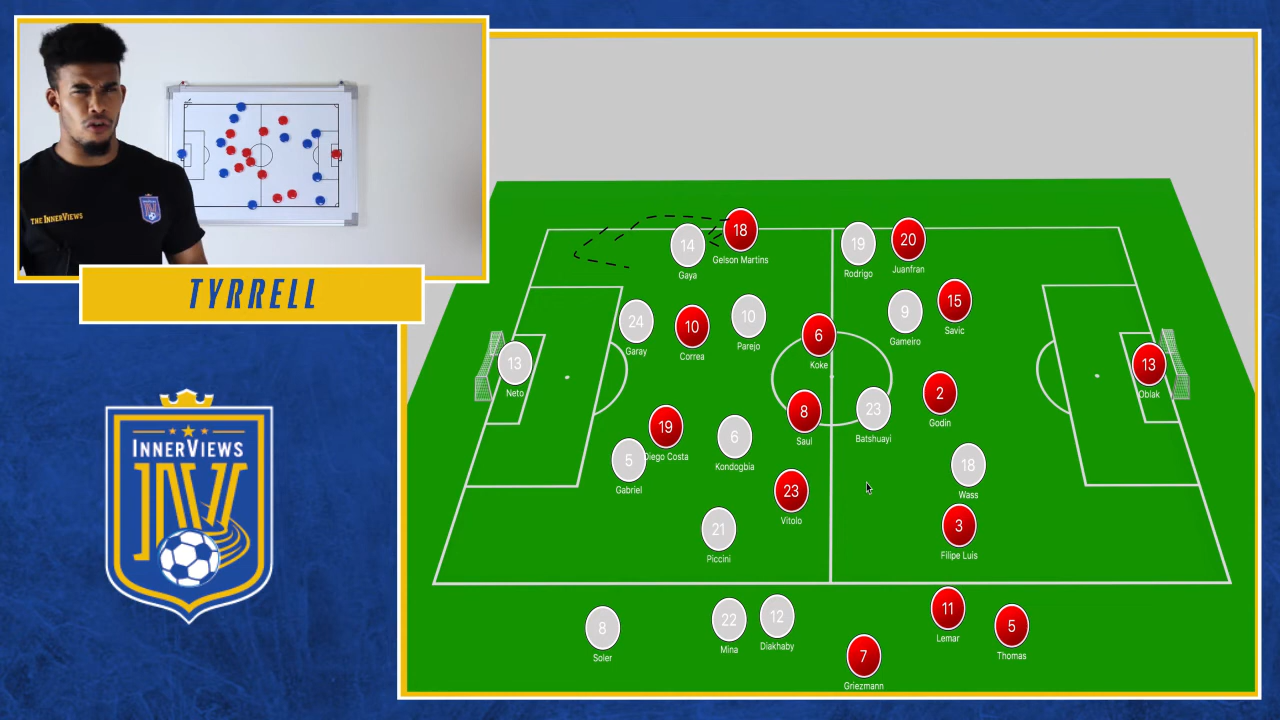 THE INNERVIEWS
TYRRELL
INNERVIEWS
IV
18
Gelson Martins
14
Gaya
19
Rodrigo
20
Juanfran
24
Garay
10
Correa
10
Parejo
6
Koke
9
Gameiro
15
Savic
13
Neto
13
Oblak
19
Diego Costa
5
Gabriel
6
Kondogbia
8
Saul
23
Batshuayi
2
Godin
18
Wass
23
Vitolo
21
Piccini
3
Filipe Luis
8
Soler
22
Mina
12
Diakhaby
7
Griezmann
11
Lemar
5
Thomas